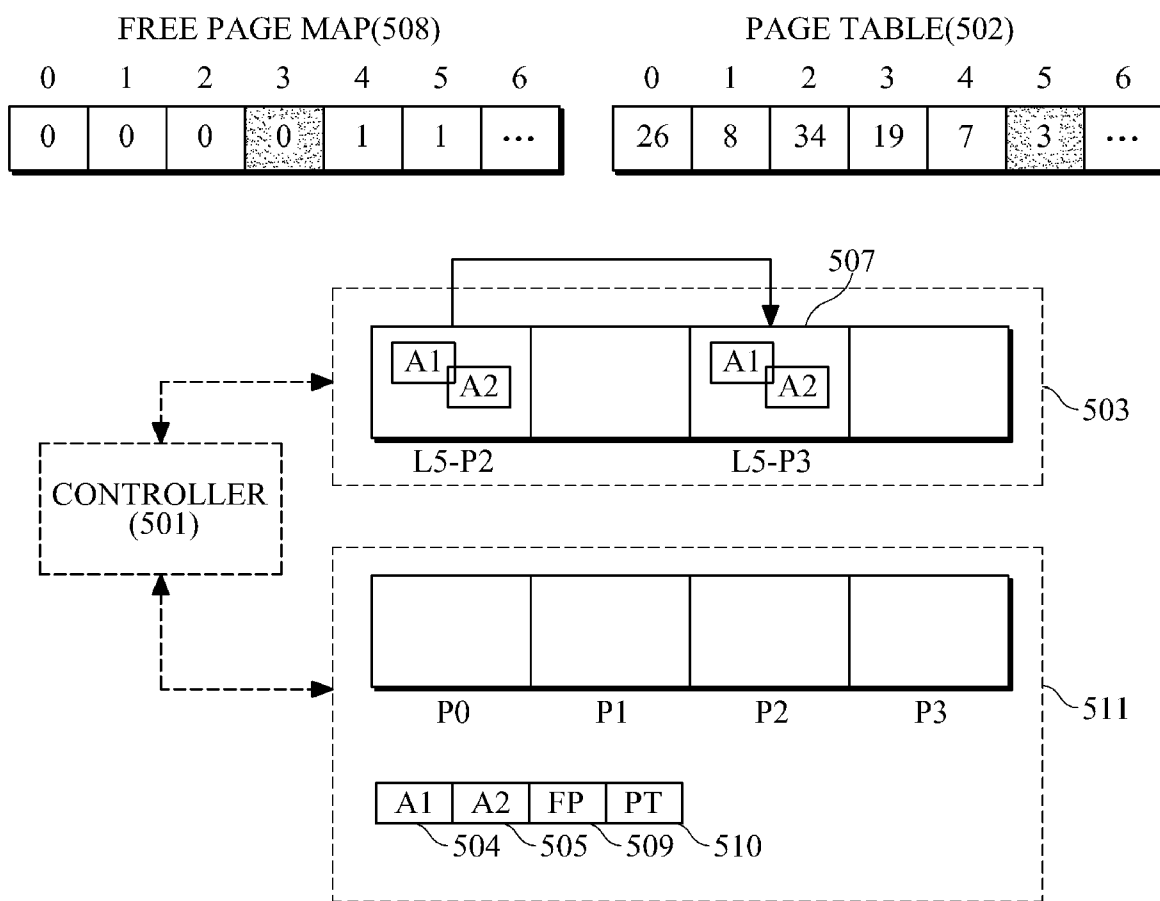 FREE PAGE MAP(508)
0 1 2 3 4 5 6
0 0 0 0 1 1 ...
PAGE TABLE(502)
0 1 2 3 4 5 6
26 8 34 19 7 3 ...
507
A1 A1
A2 A2
503
L5-P2 L5-P3
CONTROLLER
(501)
P0 P1 P2 P3
511
A1 A2 FP PT
504 505 509 510